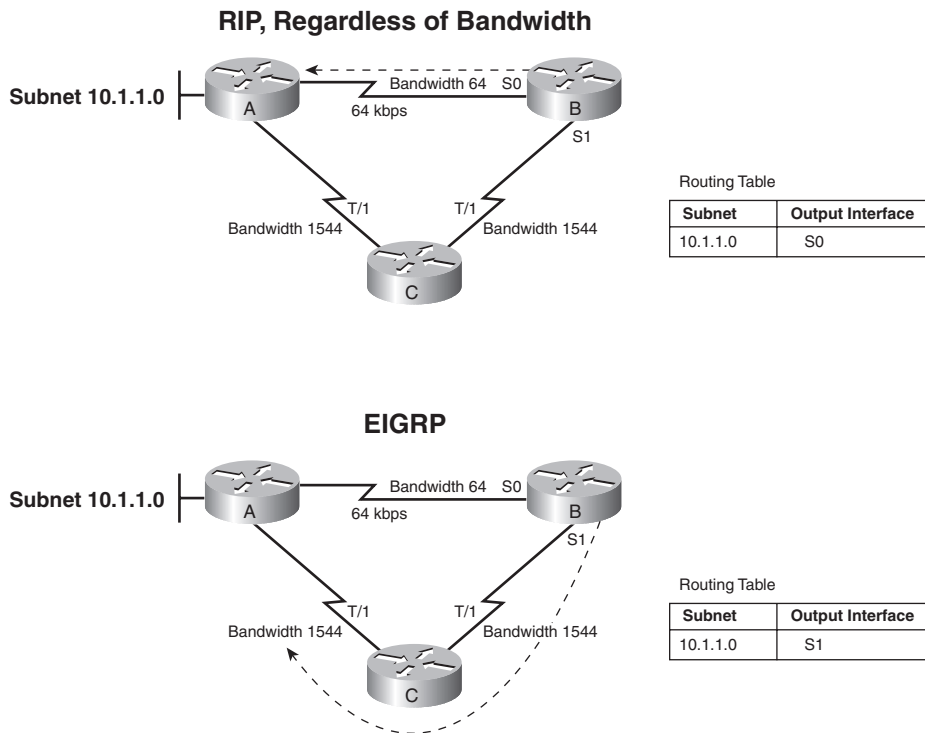 RIP, Regardless of Bandwidth
Subnet 10.1.1.0
A
Bandwidth 64
S0
B
64 kbps
S1
T/1
T/1
Bandwidth 1544
Bandwidth 1544
C
Routing Table
Subnet Output Interface
10.1.1.0 S0
EIGRP
Subnet 10.1.1.0
A
Bandwidth 64
S0
B
64 kbps
S1
T/1
T/1
Bandwidth 1544
Bandwidth 1544
C
Routing Table
Subnet Output Interface
10.1.1.0 S1